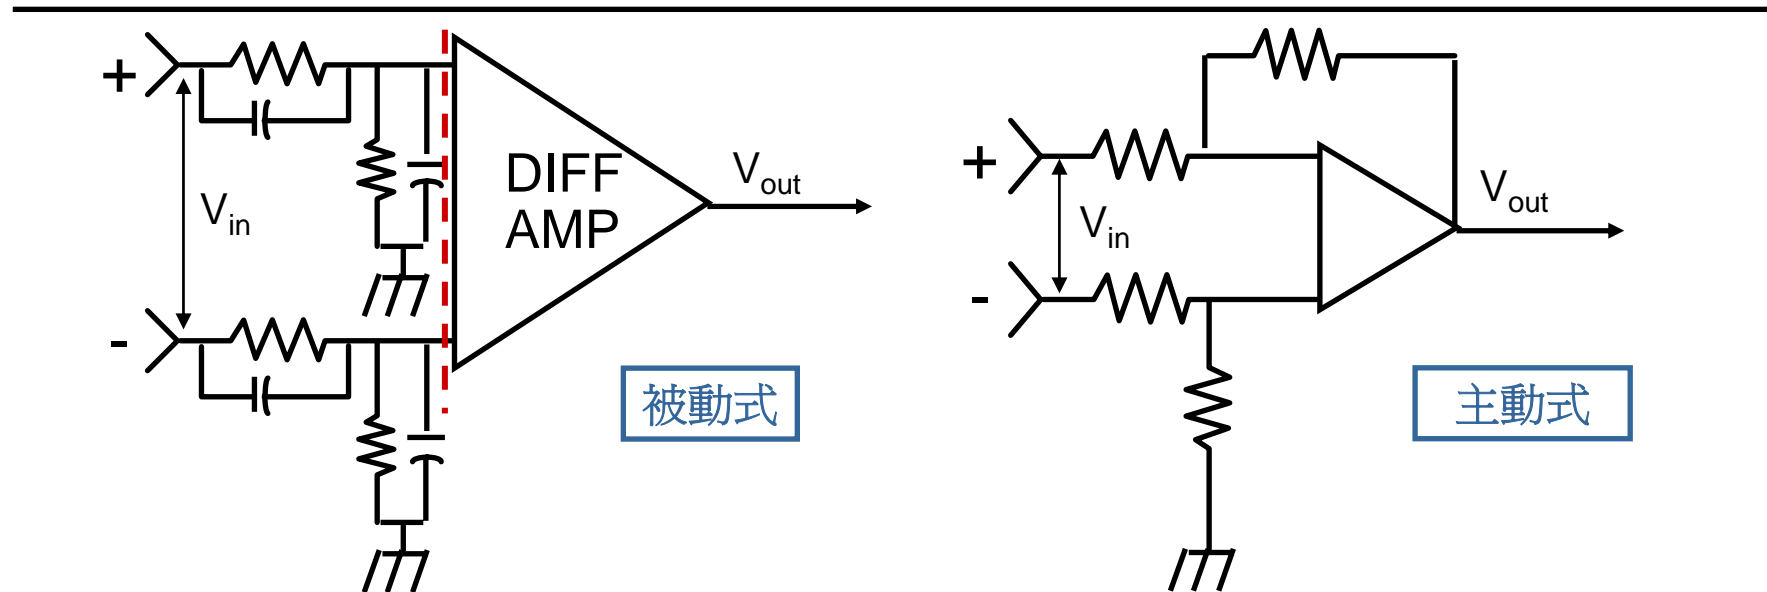 +
-
V_in
DIFF
AMP
V_out
被動式
+
-
V_in
V_out
主動式